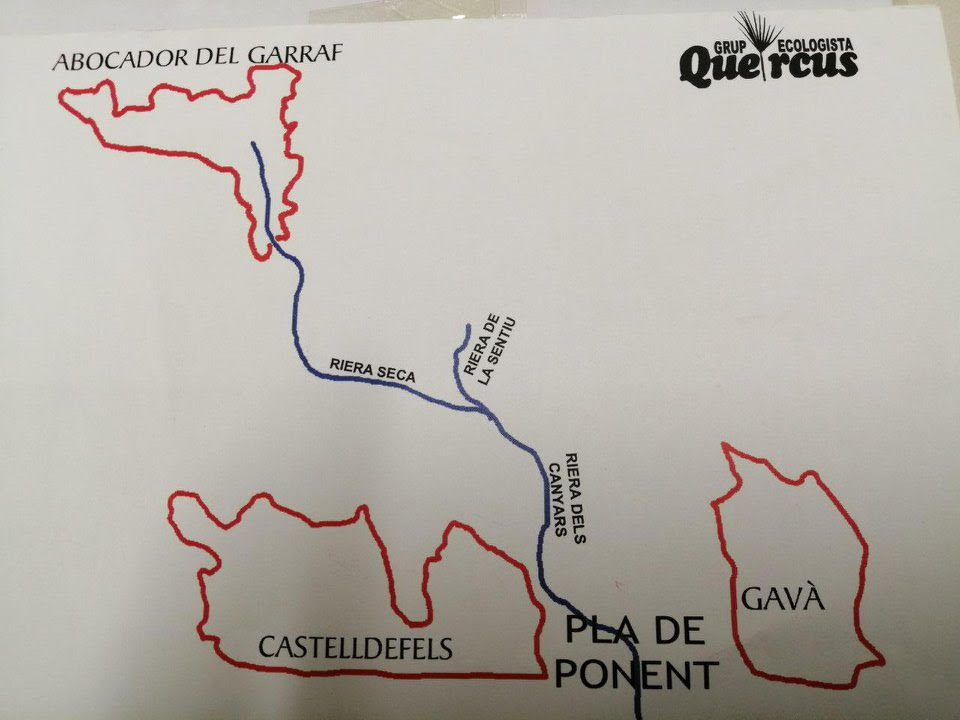 ABOCADOR DEL GARRAF
GRUP ECOLOGISTA
Quercus
RIERA DE
LA SENTIU
RIERA SECA
RIERA DELS
CANYARS
GAVÀ
PLA DE
PONENT
CASTELLDEFELS